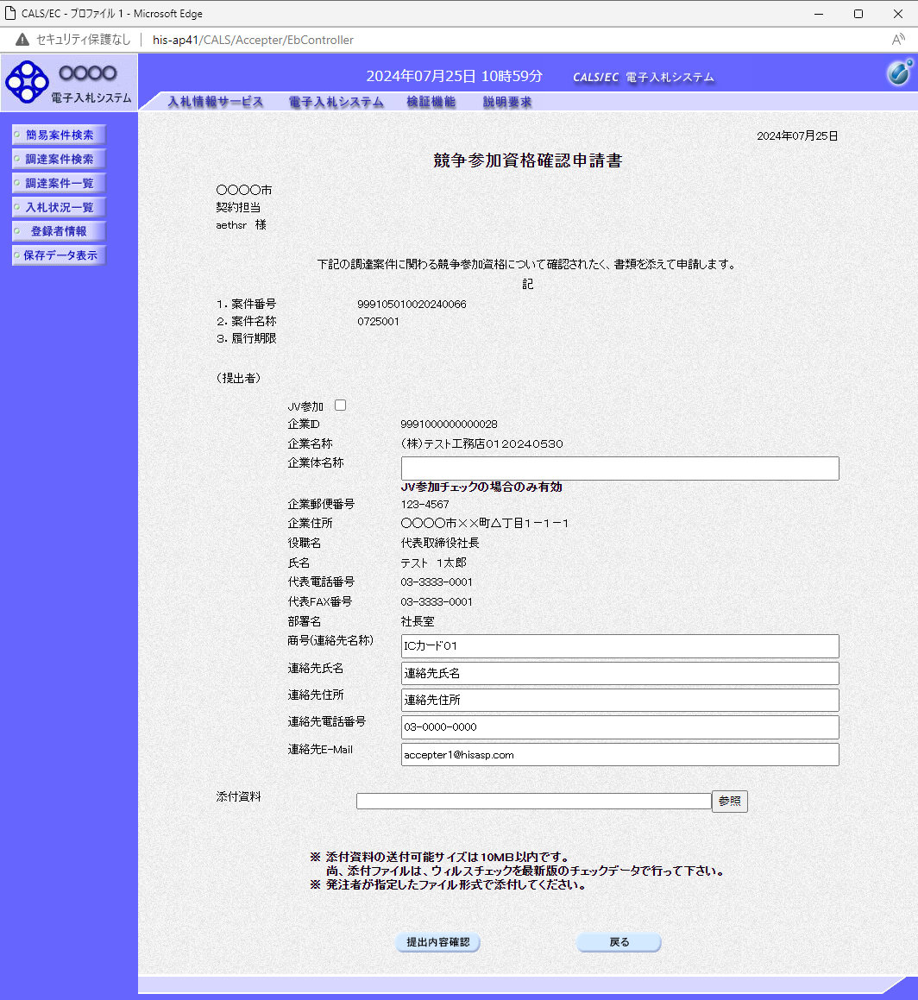 CALS/EC - プロファイル 1 - Microsoft Edge
セキュリティ保護なし his-ap41/CALS/Accepter/EbController
〇〇〇〇
電子入札システム
2024年07月25日 10時59分
CALS/EC 電子入札システム
入札情報サービス 電子入札システム 検証機能 説明要求
簡易案件検索
調達案件検索
調達案件一覧
入札状況一覧
登録者情報
保存データ表示
2024年07月25日
競争参加資格確認申請書
〇〇〇〇市
契約担当
aethsr 様
下記の調達案件に関わる競争参加資格について確認されたく、書類を添えて申請します。
記
1．案件番号 999105010020240066
2．案件名称 0725001
3．履行期限
（提出者）
JV参加
企業ID 9991000000000028
企業名称 （株）テスト工務店０１２０２４０５３０
企業体名称
JV参加チェックの場合のみ有効
企業郵便番号 123-4567
企業住所 〇〇〇〇市××町△丁目１－１－１
役職名 代表取締役社長
氏名 テスト １太郎
代表電話番号 03-3333-0001
代表FAX番号 03-3333-0001
部署名 社長室
商号(連絡先名称) ICカード０１
連絡先氏名 連絡先氏名
連絡先住所 連絡先住所
連絡先電話番号 03-0000-0000
連絡先E-Mail accepter1@hisasp.com
添付資料 参照
※ 添付資料の送付可能サイズは10MB以内です。
尚、添付ファイルは、ウィルスチェックを最新版のチェックデータで行って下さい。
※ 発注者が指定したファイル形式で添付してください。
提出内容確認 戻る